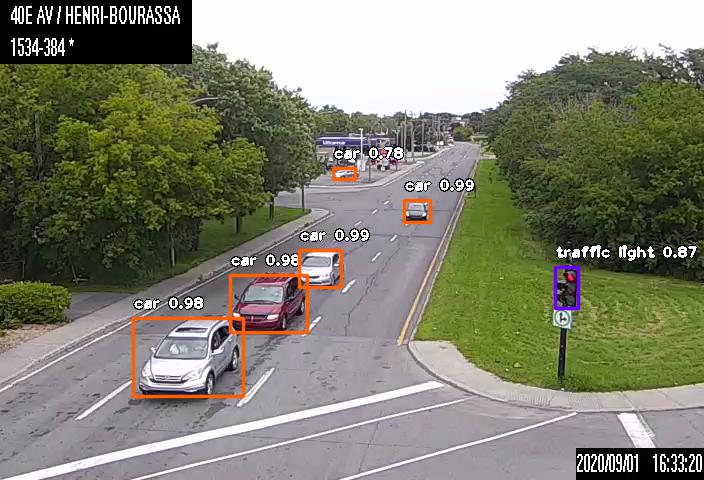 40E AV / HENRI-BOURASSA
1534-384 *
car 0.78
car 0.99
car 0.99
car 0.98
traffic light 0.87
car 0.98
2020/09/01 16:33:20